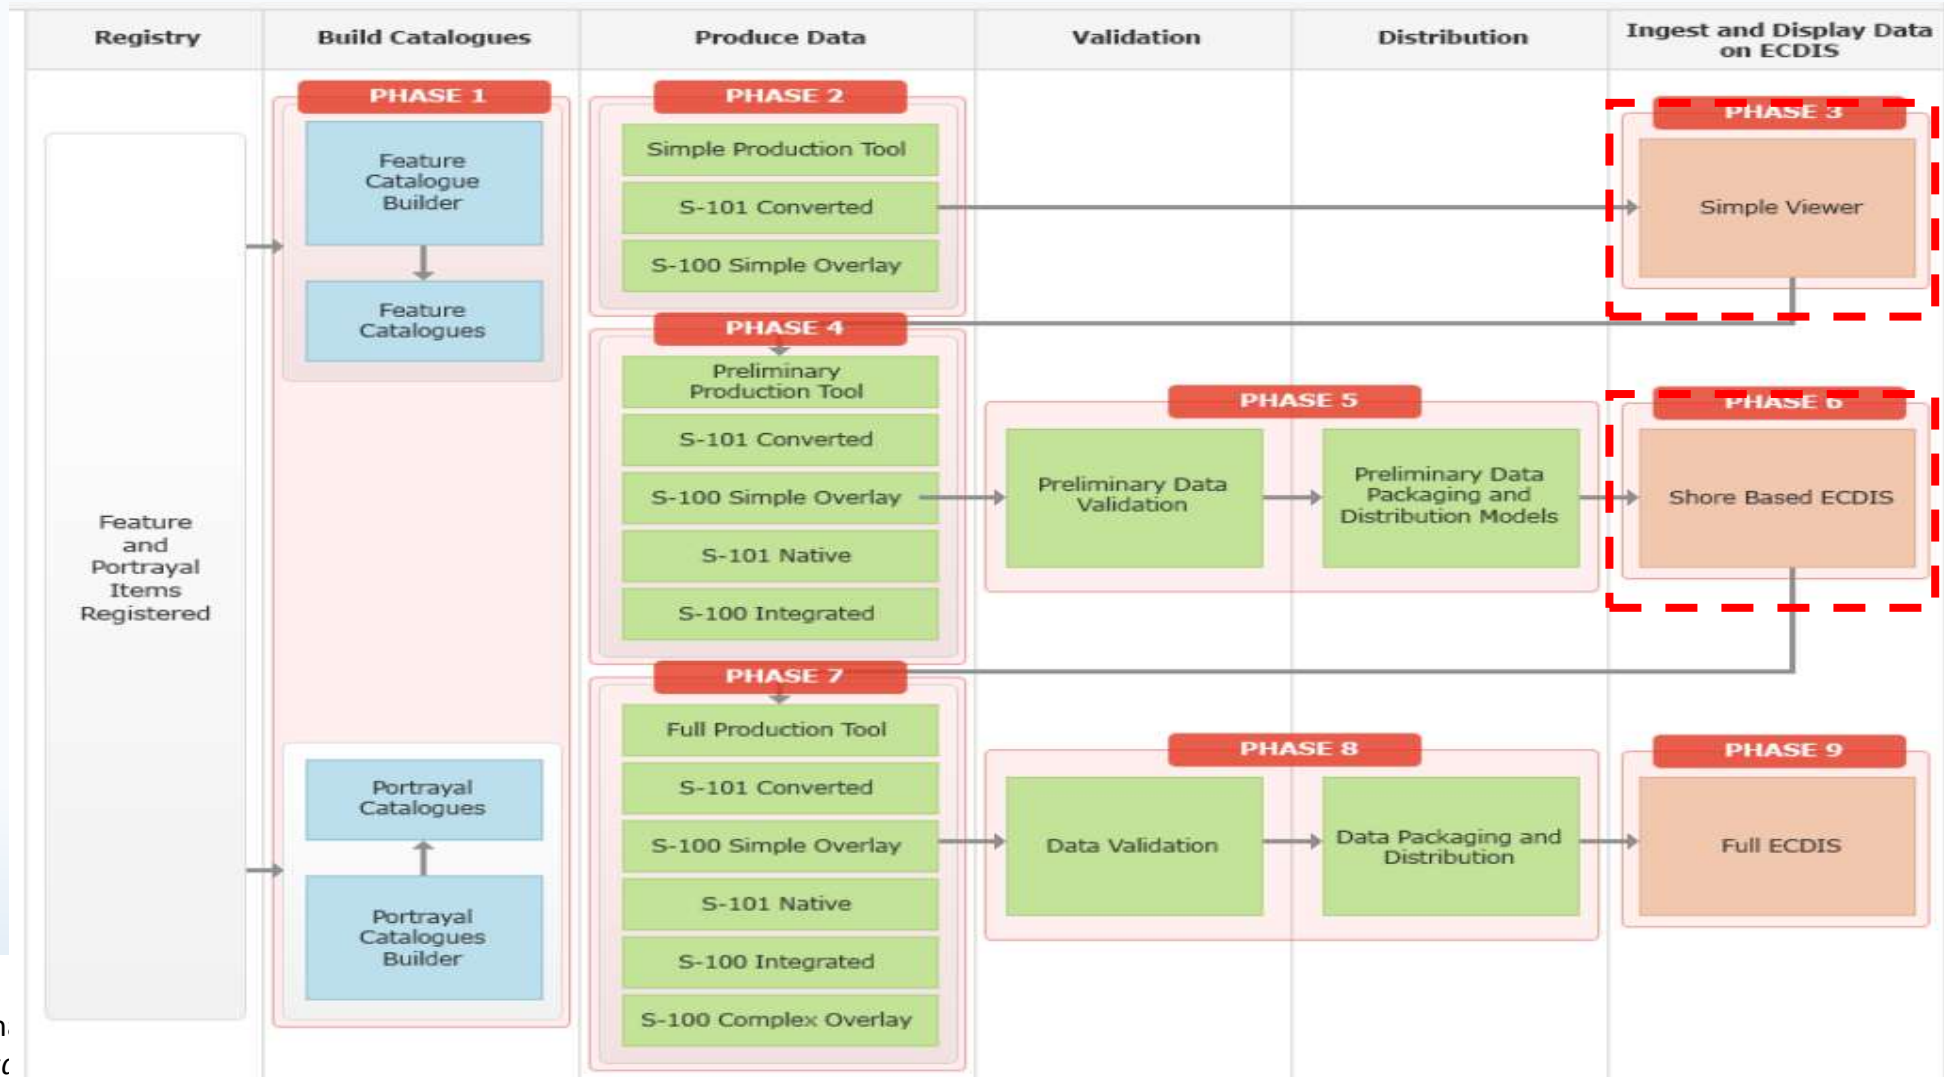 Registry
Build Catalogues
Produce Data
Validation
Distribution
Ingest and Display Data
on ECDIS
Feature
and
Portrayal
Items
Registered
PHASE 1
Feature
Catalogue
Builder
Feature
Catalogues
Portrayal
Catalogues
Portrayal
Catalogues
Builder
PHASE 2
Simple Production Tool
S-101 Converted
S-100 Simple Overlay
PHASE 3
Simple Viewer
PHASE 4
Preliminary
Production Tool
S-101 Converted
S-100 Simple Overlay
S-101 Native
S-100 Integrated
PHASE 5
Preliminary Data
Validation
Preliminary Data
Packaging and
Distribution Models
PHASE 6
Shore Based ECDIS
PHASE 7
Full Production Tool
S-101 Converted
S-100 Simple Overlay
S-101 Native
S-100 Integrated
S-100 Complex Overlay
PHASE 8
Data Validation
Data Packaging and
Distribution
PHASE 9
Full ECDIS